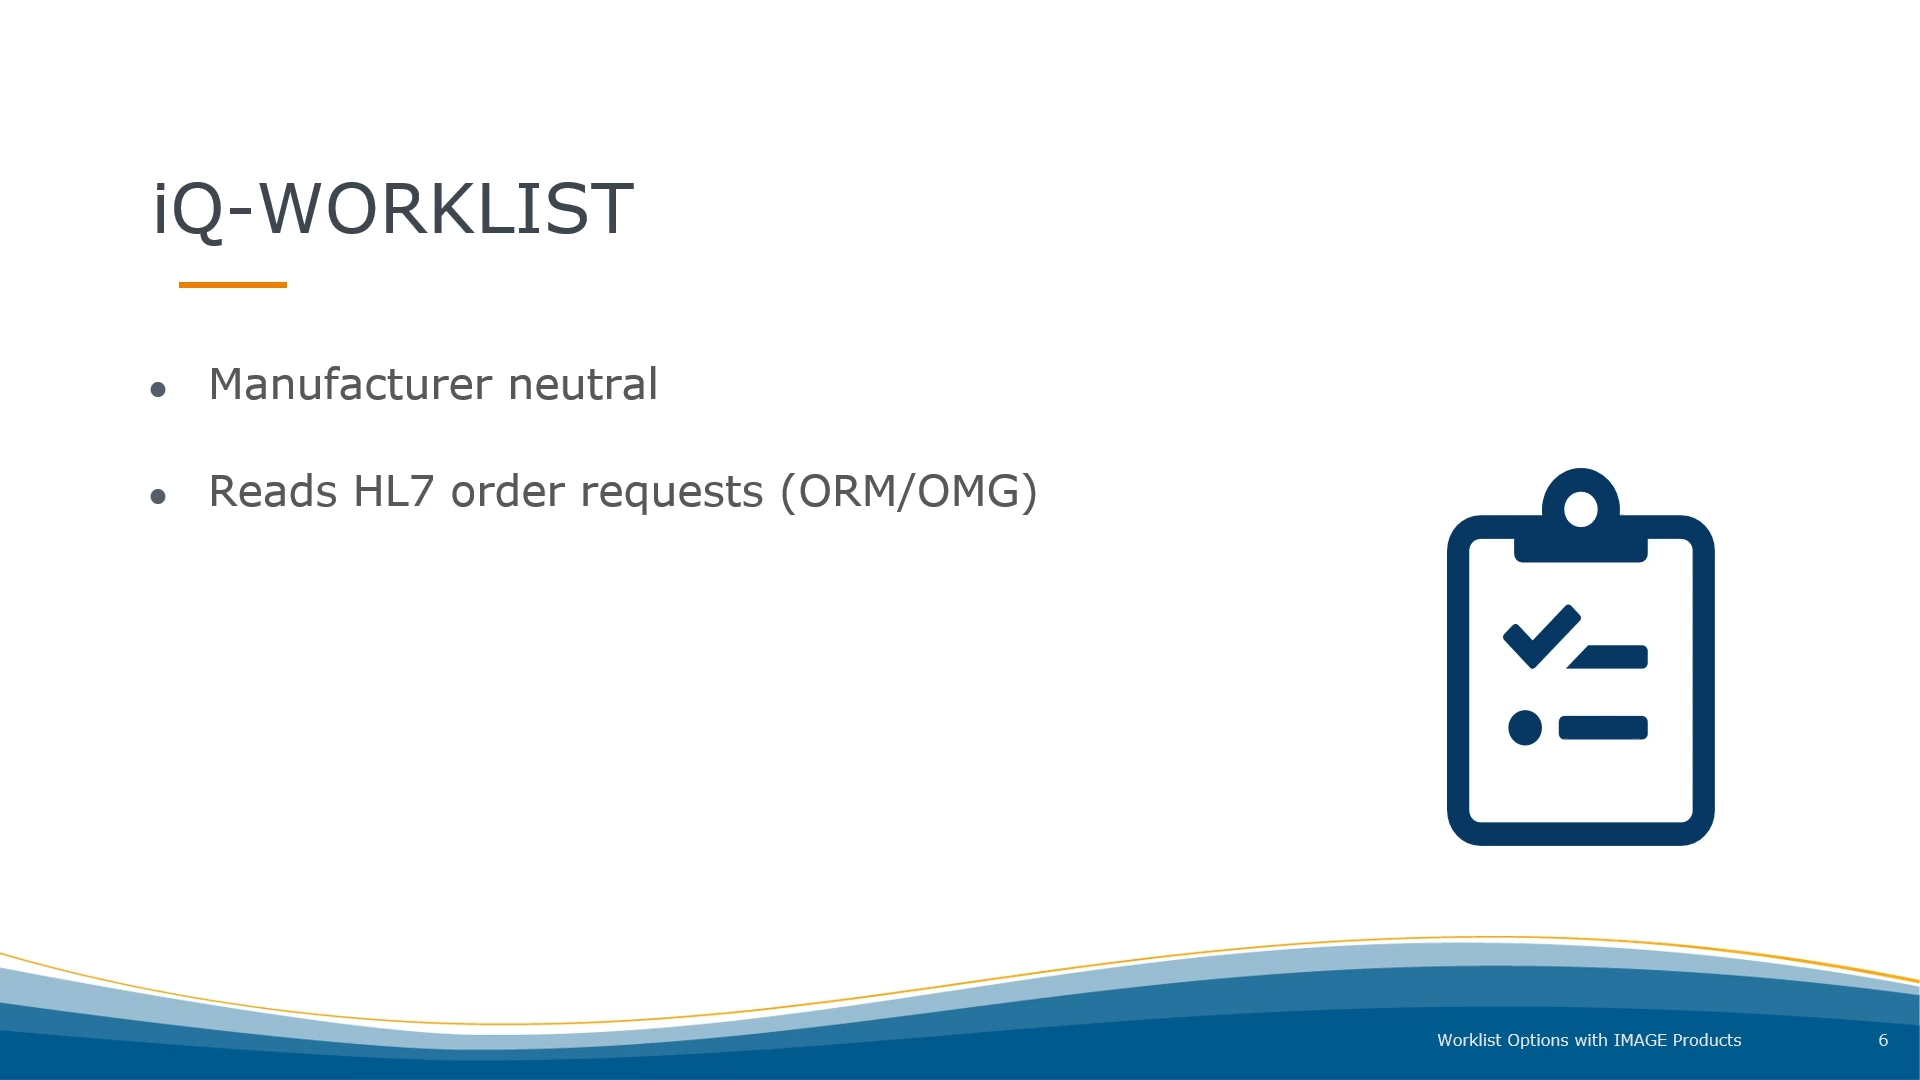 iQ-WORKLIST
• Manufacturer neutral
• Reads HL7 order requests (ORM/OMG)
Worklist Options with IMAGE Products 6